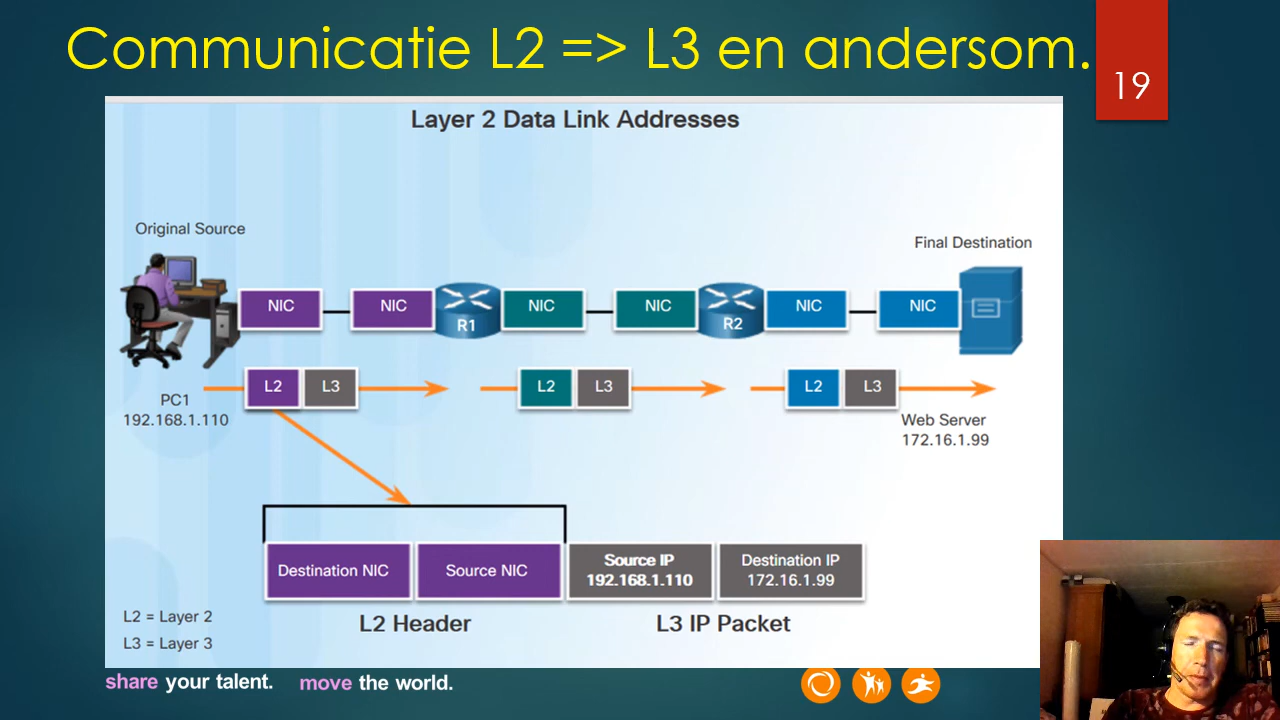 Communicatie L2 => L3 en andersom.
19
Layer 2 Data Link Addresses
Original Source
Final Destination
NIC
NIC
R1
NIC
NIC
R2
NIC
NIC
L2
L3
L2
L3
L2
L3
PC1
192.168.1.110
Web Server
172.16.1.99
Destination NIC
Source NIC
Source IP
192.168.1.110
Destination IP
172.16.1.99
L2 = Layer 2
L2 Header
L3 IP Packet
L3 = Layer 3
share your talent. move the world.